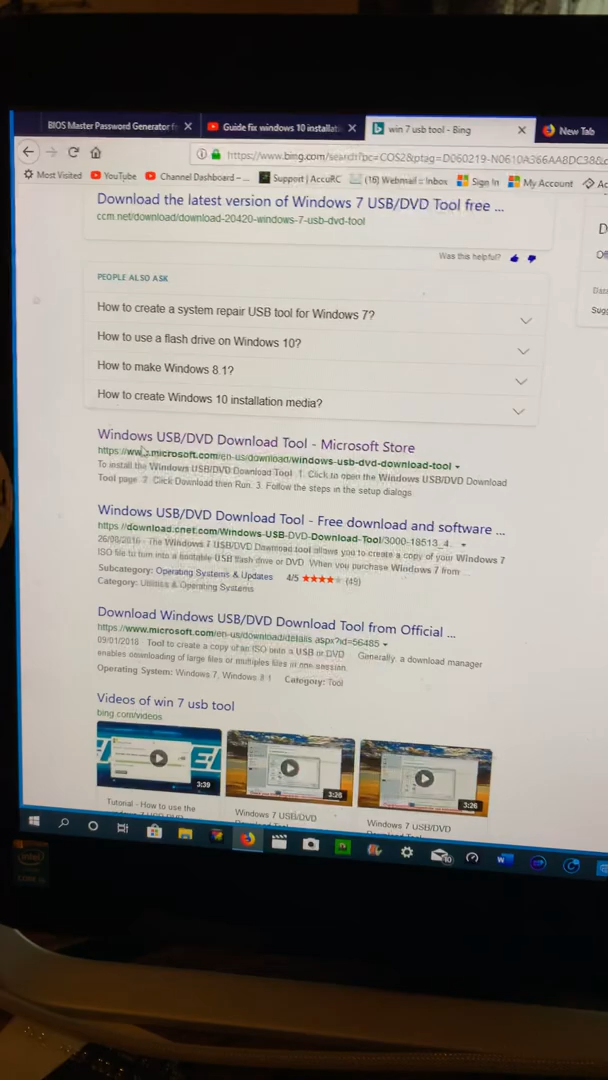 BIOS Master Password Generator f
Guide fix windows 10 installati
win 7 usb tool - Bing
New Tab
https://www.bing.com/search?pc=COS2&ptag=D060219-N0610A366AABDC38&
Most Visited YouTube Channel Dashboard – ... Support | AccuRC (16) Webmail :: Inbox Sign In My Account Ac
Download the latest version of Windows 7 USB/DVD Tool free ...
ccm.net/download/download-20420-windows-7-usb-dvd-tool
Was this helpful?
PEOPLE ALSO ASK
How to create a system repair USB tool for Windows 7?
How to use a flash drive on Windows 10?
How to make Windows 8.1?
How to create Windows 10 installation media?
Windows USB/DVD Download Tool - Microsoft Store
https://www.microsoft.com/en-us/download/windows-usb-dvd-download-tool
To install the Windows USB/DVD Download Tool 1. Click to open the Windows USB/DVD Download
Tool page. 2. Click Download then Run. 3. Follow the steps in the setup dialogs.
Windows USB/DVD Download Tool - Free download and software ...
https://download.cnet.com/Windows-USB-DVD-Download-Tool/3000-18513_4...
26/08/2016 · The Windows 7 USB/DVD Download tool allows you to create a copy of your Windows 7
ISO file to turn into a bootable USB flash drive or DVD. When you purchase Windows 7 from ...
Subcategory: Operating Systems & Updates 4/5 (49)
Category: Utilities & Operating Systems
Download Windows USB/DVD Download Tool from Official ...
https://www.microsoft.com/en-us/download/details.aspx?id=56485
09/01/2018 · Tool to create a copy of an ISO onto a USB or DVD. Generally, a download manager
enables downloading of large files or multiples files in one session.
Operating System: Windows 7, Windows 8.1 Category: Tool
Videos of win 7 usb tool
bing.com/videos
3:39
3:26
3:26
Tutorial - How to use the
Windows 7 USB/DVD
Windows 7 USB/DVD
intel